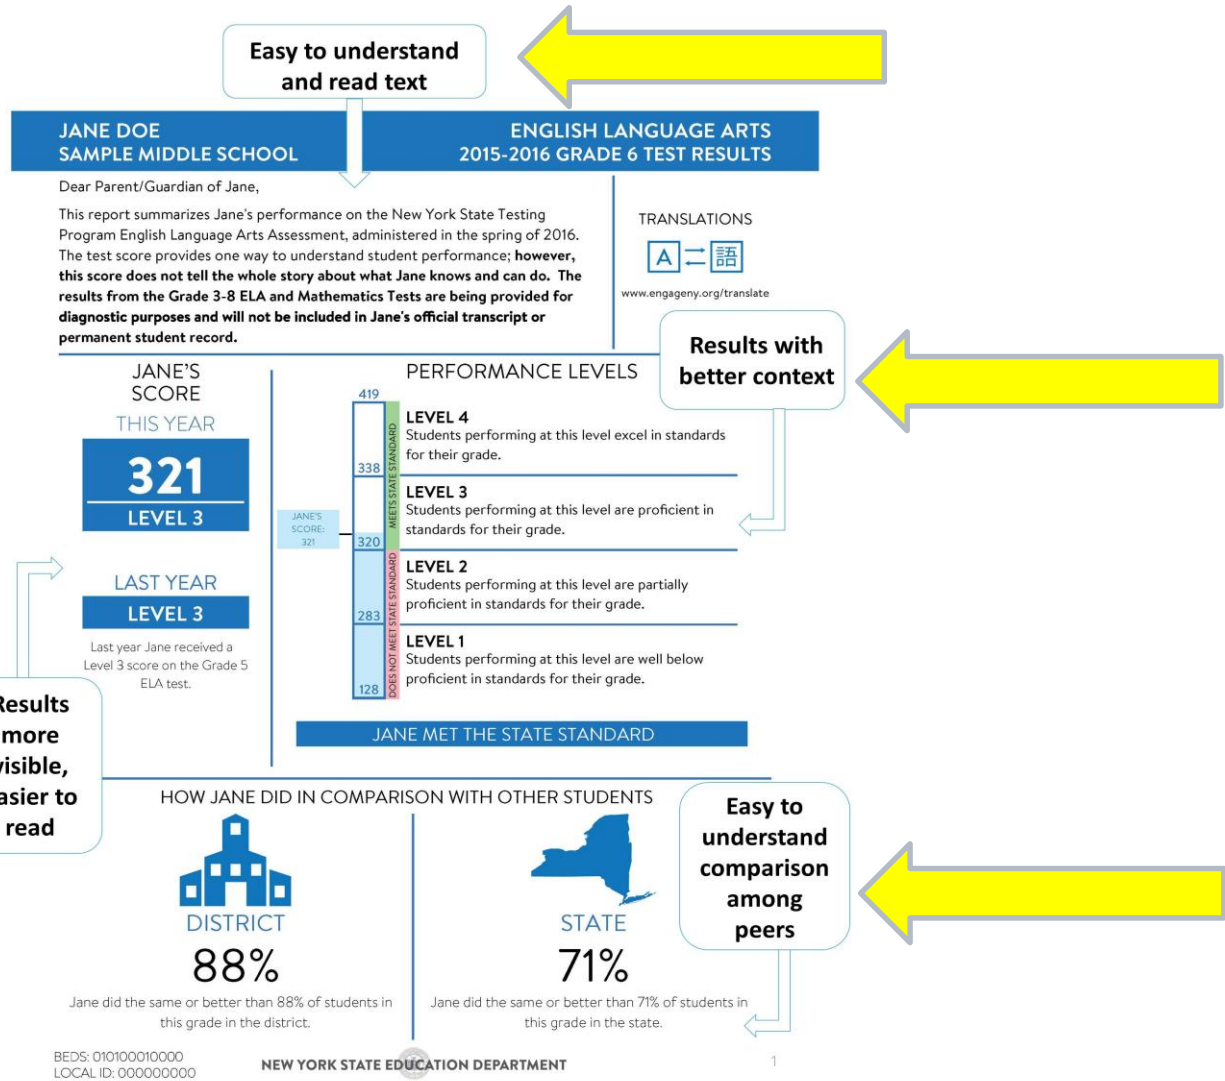 Easy to understand
and read text
JANE DOE
SAMPLE MIDDLE SCHOOL
ENGLISH LANGUAGE ARTS
2015-2016 GRADE 6 TEST RESULTS
Dear Parent/Guardian of Jane,
This report summarizes Jane's performance on the New York State Testing
Program English Language Arts Assessment, administered in the spring of 2016.
The test score provides one way to understand student performance; however,
this score does not tell the whole story about what Jane knows and can do. The
results from the Grade 3-8 ELA and Mathematics Tests are being provided for
diagnostic purposes and will not be included in Jane's official transcript or
permanent student record.
TRANSLATIONS
A 語
www.engageny.org/translate
Results with
better context
JANE'S
SCORE
THIS YEAR
321
LEVEL 3
LAST YEAR
LEVEL 3
Last year Jane received a
Level 3 score on the Grade 5
ELA test.
Results
more
visible,
easier to
read
PERFORMANCE LEVELS
419
338
320
283
128
JANE'S
SCORE:
321
MEETS STATE STANDARD
DOES NOT MEET STATE STANDARD
LEVEL 4
Students performing at this level excel in standards
for their grade.
LEVEL 3
Students performing at this level are proficient in
standards for their grade.
LEVEL 2
Students performing at this level are partially
proficient in standards for their grade.
LEVEL 1
Students performing at this level are well below
proficient in standards for their grade.
JANE MET THE STATE STANDARD
HOW JANE DID IN COMPARISON WITH OTHER STUDENTS
DISTRICT
88%
Jane did the same or better than 88% of students in
this grade in the district.
STATE
71%
Jane did the same or better than 71% of students in
this grade in the state.
Easy to
understand
comparison
among
peers
BEDS: 010100010000
LOCAL ID: 000000000
NEW YORK STATE EDUCATION DEPARTMENT
1